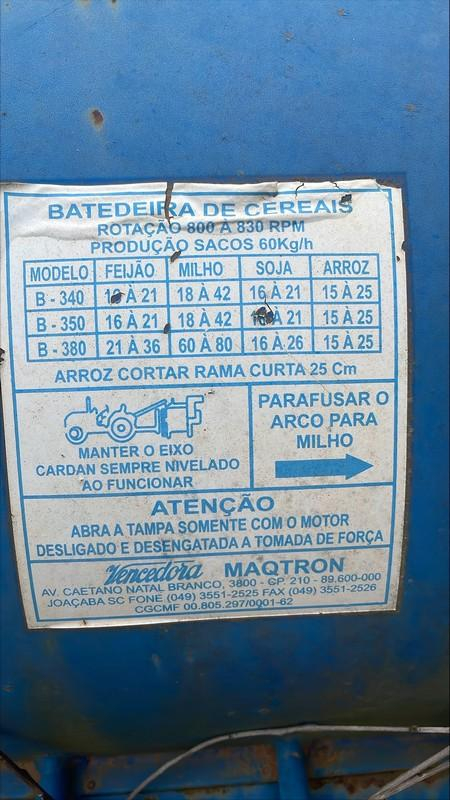 BATEDEIRA DE CEREAIS
ROTAÇÃO 800 À 830 RPM
PRODUÇÃO SACOS 60Kg/h
MODELO FEIJÃO MILHO SOJA ARROZ
B - 340 À 21 18 À 42 16 À 21 15 À 25
B - 350 16 À 21 18 À 42 À 21 15 À 25
B - 380 21 À 36 60 À 80 16 À 26 15 À 25
ARROZ CORTAR RAMA CURTA 25 Cm
MANTER O EIXO
CARDAN SEMPRE NIVELADO
AO FUNCIONAR
PARAFUSAR O
ARCO PARA
MILHO
ATENÇÃO
ABRA A TAMPA SOMENTE COM O MOTOR
DESLIGADO E DESENGATADA A TOMADA DE FORÇA
Vencedora MAQTRON
AV. CAETANO NATAL BRANCO, 3800 - CP. 210 - 89.600-000
JOAÇABA SC FONE (049) 3551-2525 FAX (049) 3551-2526
CGCMF 00.805.297/0001-62